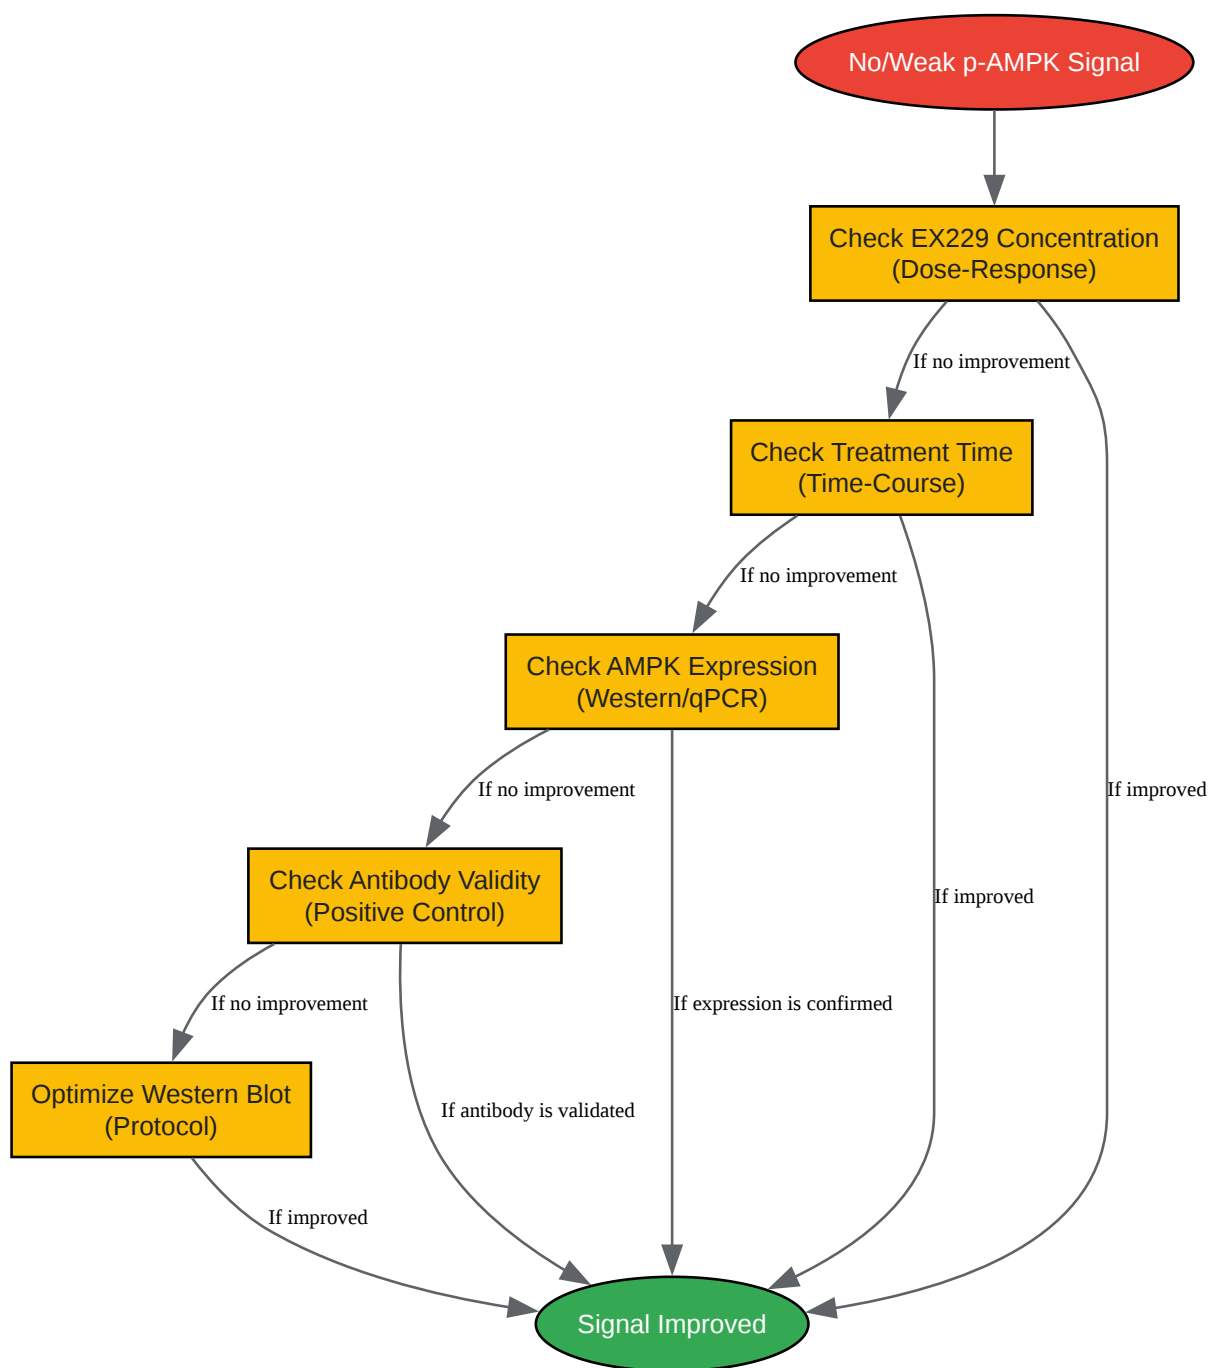 No/Weak p-AMPK Signal
Check EX229 Concentration
(Dose-Response)
If no improvement
Check Treatment Time
(Time-Course)
If no improvement
Check AMPK Expression
(Western/qPCR)
If no improvement
If improved
Check Antibody Validity
(Positive Control)
If improved
If no improvement
If expression is confirmed
Optimize Western Blot
(Protocol)
If antibody is validated
If improved
Signal Improved